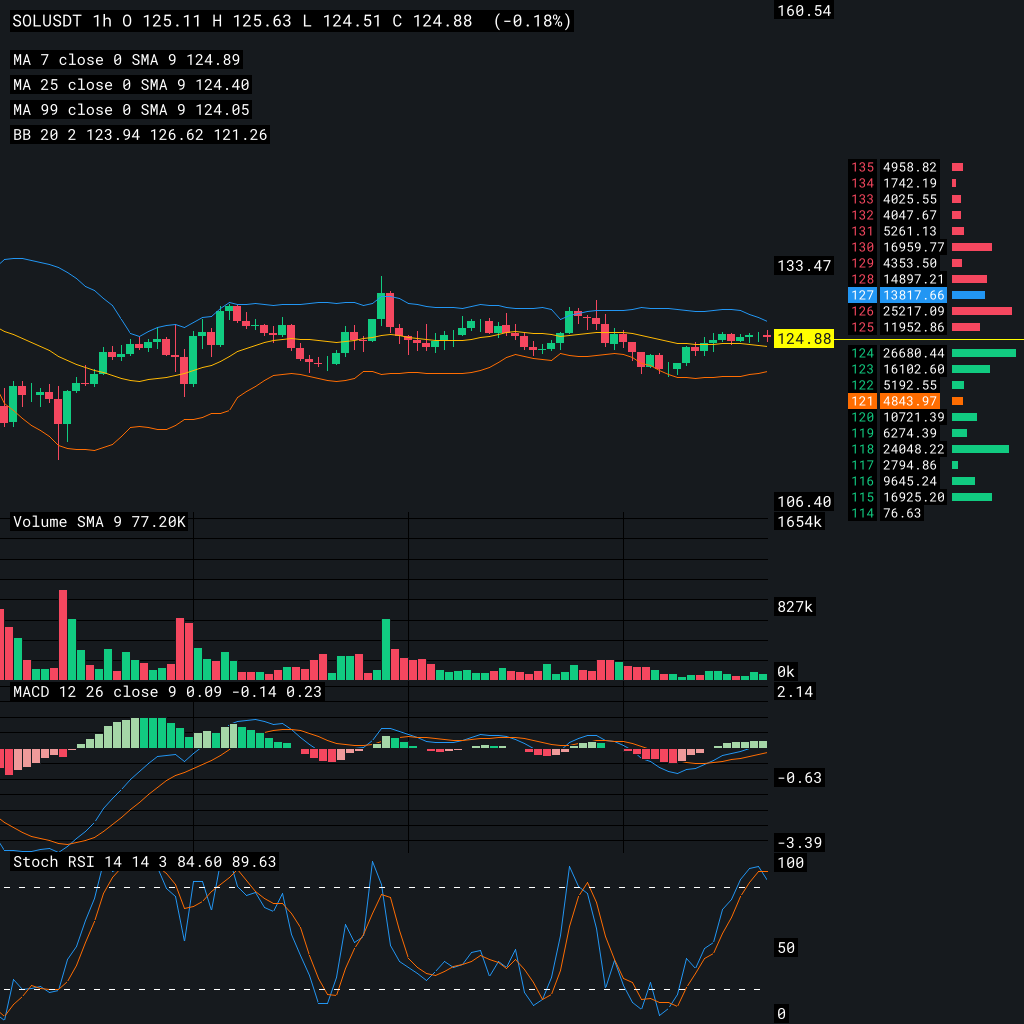 SOLUSDT 1h O 125.11 H 125.63 L 124.51 C 124.88 (-0.18%)
160.54
MA 7 close 0 SMA 9 124.89
MA 25 close 0 SMA 9 124.40
MA 99 close 0 SMA 9 124.05
BB 20 2 123.94 126.62 121.26
135 4958.82
134 1742.19
133 4025.55
132 4047.67
131 5261.13
130 16959.77
133.47
129 4353.50
128 14897.21
127 13817.66
126 25217.09
125 11952.86
124.88
124 26680.44
123 16102.60
122 5192.55
121 4843.97
120 10721.39
119 6274.39
118 24048.22
117 2794.86
116 9645.24
115 16925.20
106.40
114 76.63
Volume SMA 9 77.20K
1654k
827k
0k
MACD 12 26 close 9 0.09 -0.14 0.23
2.14
-0.63
-3.39
Stoch RSI 14 14 3 84.60 89.63
100
50
0